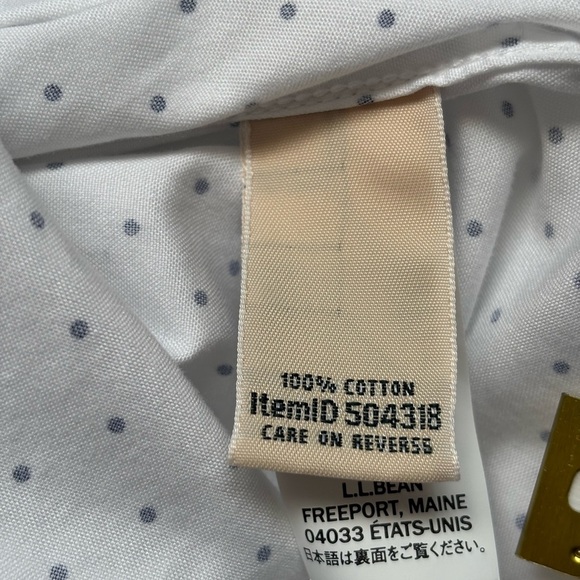 100% COTTON
ItemID 504318
CARE ON REVERSS
L.L.BEAN
FREEPORT, MAINE
04033 ÉTATS-UNIS
日本語は裏面をご覧ください。